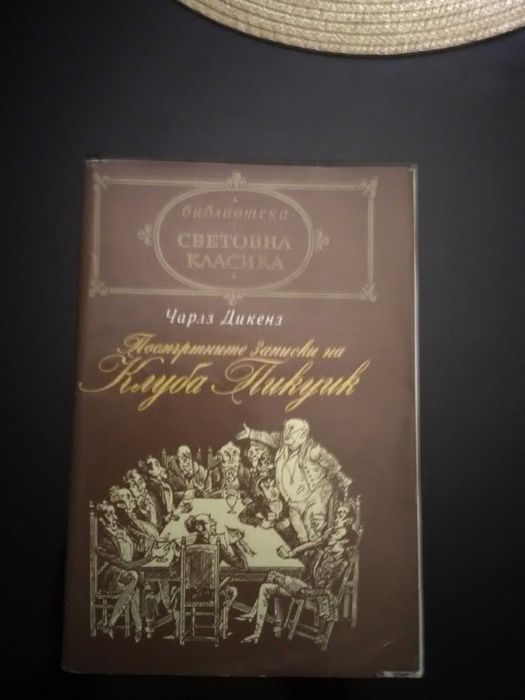 библиотека
СВЕТОВНА
КЛАСИКА
Чарлз Дикенз
Посмъртните записки на
Клуба Пикуик